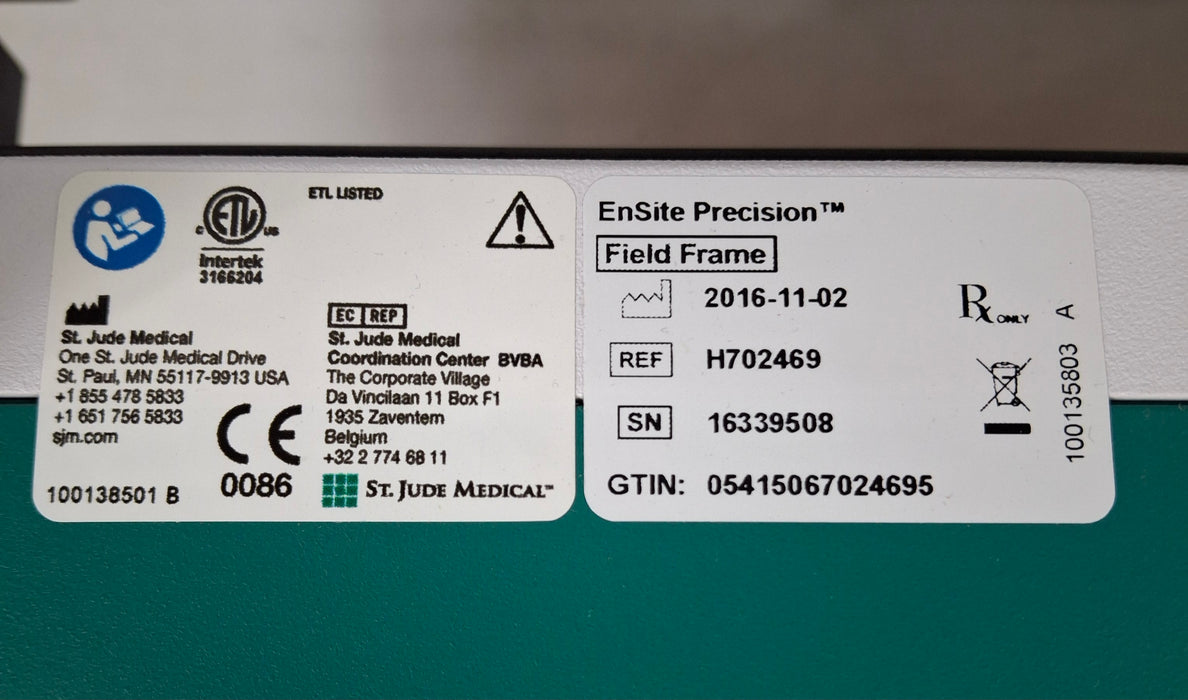 ETL LISTED
ETL
C US
Intertek
3166204
St. Jude Medical
One St. Jude Medical Drive
St. Paul, MN 55117-9913 USA
+1 855 478 5833
+1 651 756 5833
sjm.com
100138501 B
CE
0086
EC REP
St. Jude Medical
Coordination Center BVBA
The Corporate Village
Da Vincilaan 11 Box F1
1935 Zaventem
Belgium
+32 2 774 68 11
ST. JUDE MEDICAL™
EnSite Precision™
Field Frame
2016-11-02
REF H702469
SN 16339508
GTIN: 05415067024695
Rx ONLY
100135803 A